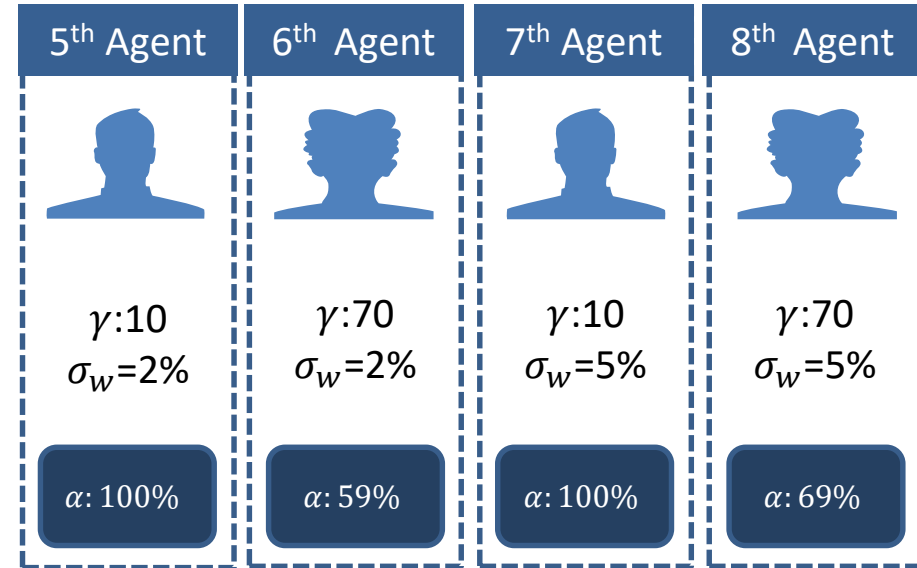 5th Agent
γ:10
σw=2%
α: 100%
6th Agent
γ:70
σw=2%
α: 59%
7th Agent
γ:10
σw=5%
α: 100%
8th Agent
γ:70
σw=5%
α: 69%